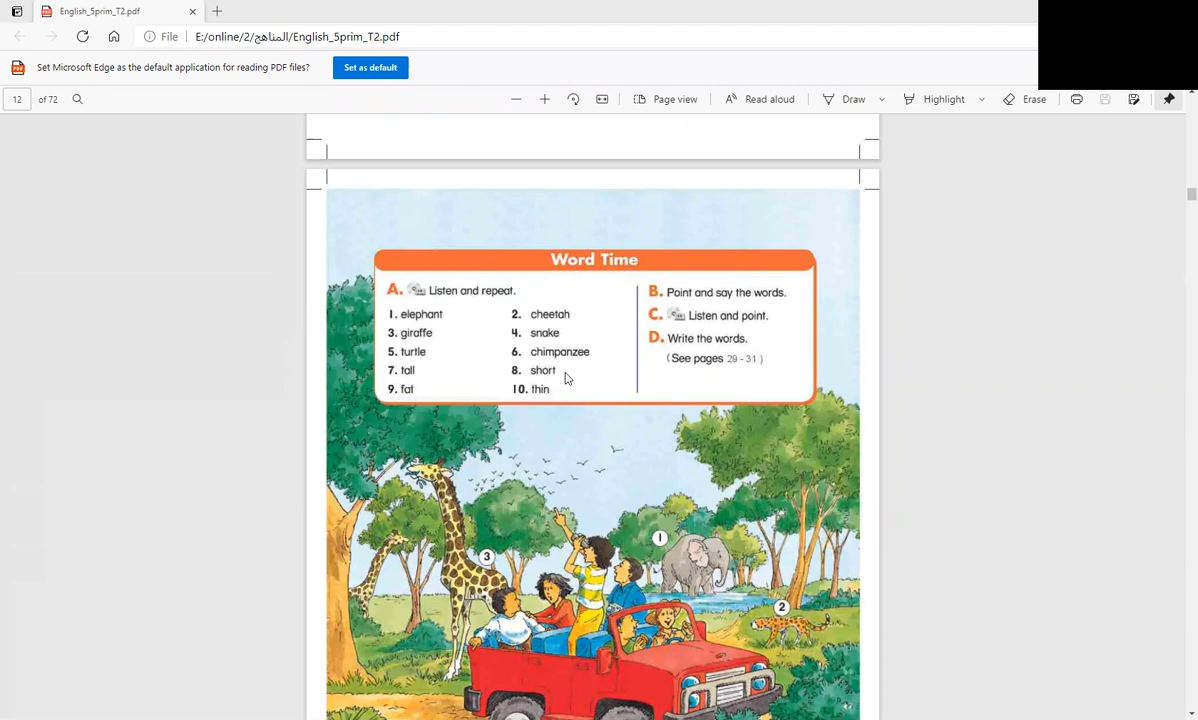 English_5prim_T2.pdf
File E:/online/2/المناهج/English_5prim_T2.pdf
Set Microsoft Edge as the default application for reading PDF files? Set as default
12 of 72 Page view Read aloud Draw Highlight Erase
Word Time
A. Listen and repeat.
1. elephant 2. cheetah
3. giraffe 4. snake
5. turtle 6. chimpanzee
7. tall 8. short
9. fat 10. thin
B. Point and say the words.
C. Listen and point.
D. Write the words.
(See pages 29 - 31)
1
3
2